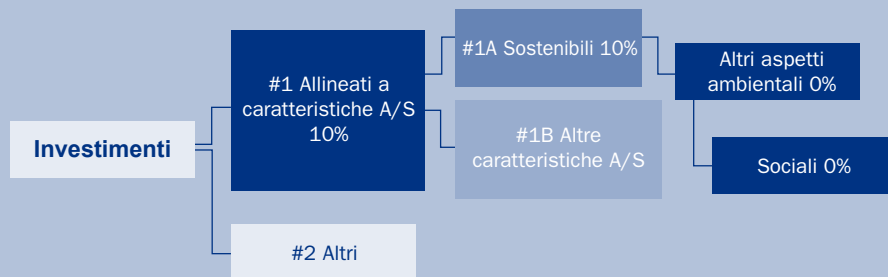 Investimenti
#1 Allineati a
caratteristiche A/S
10%
#2 Altri
#1A Sostenibili 10%
#1B Altre
caratteristiche A/S
Altri aspetti
ambientali 0%
Sociali 0%